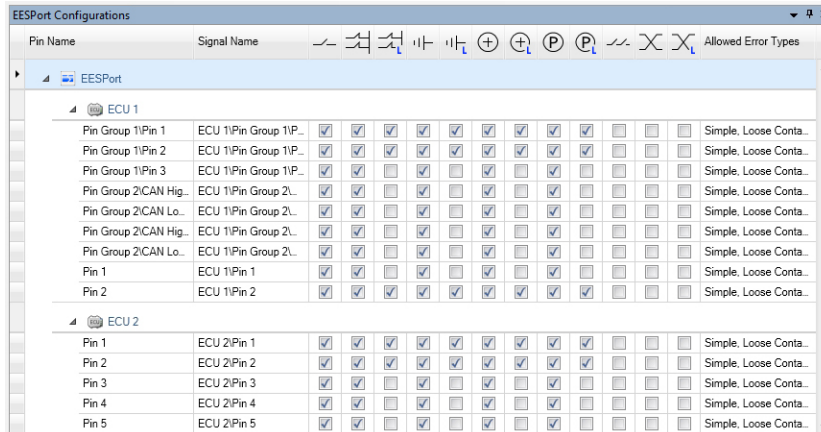 EESPort Configurations
Pin Name Signal Name L L L P P L L Allowed Error Types
EESPort
ECU 1
Pin Group 1\Pin 1 ECU 1\Pin Group 1\P... Simple, Loose Conta...
Pin Group 1\Pin 2 ECU 1\Pin Group 1\P... Simple, Loose Conta...
Pin Group 1\Pin 3 ECU 1\Pin Group 1\P... Simple, Loose Conta...
Pin Group 2\CAN Hig... ECU 1\Pin Group 2\... Simple, Loose Conta...
Pin Group 2\CAN Lo... ECU 1\Pin Group 2\... Simple, Loose Conta...
Pin Group 2\CAN Hig... ECU 1\Pin Group 2\... Simple, Loose Conta...
Pin Group 2\CAN Lo... ECU 1\Pin Group 2\... Simple, Loose Conta...
Pin 1 ECU 1\Pin 1 Simple, Loose Conta...
Pin 2 ECU 1\Pin 2 Simple, Loose Conta...
ECU 2
Pin 1 ECU 2\Pin 1 Simple, Loose Conta...
Pin 2 ECU 2\Pin 2 Simple, Loose Conta...
Pin 3 ECU 2\Pin 3 Simple, Loose Conta...
Pin 4 ECU 2\Pin 4 Simple, Loose Conta...
Pin 5 ECU 2\Pin 5 Simple, Loose Conta...